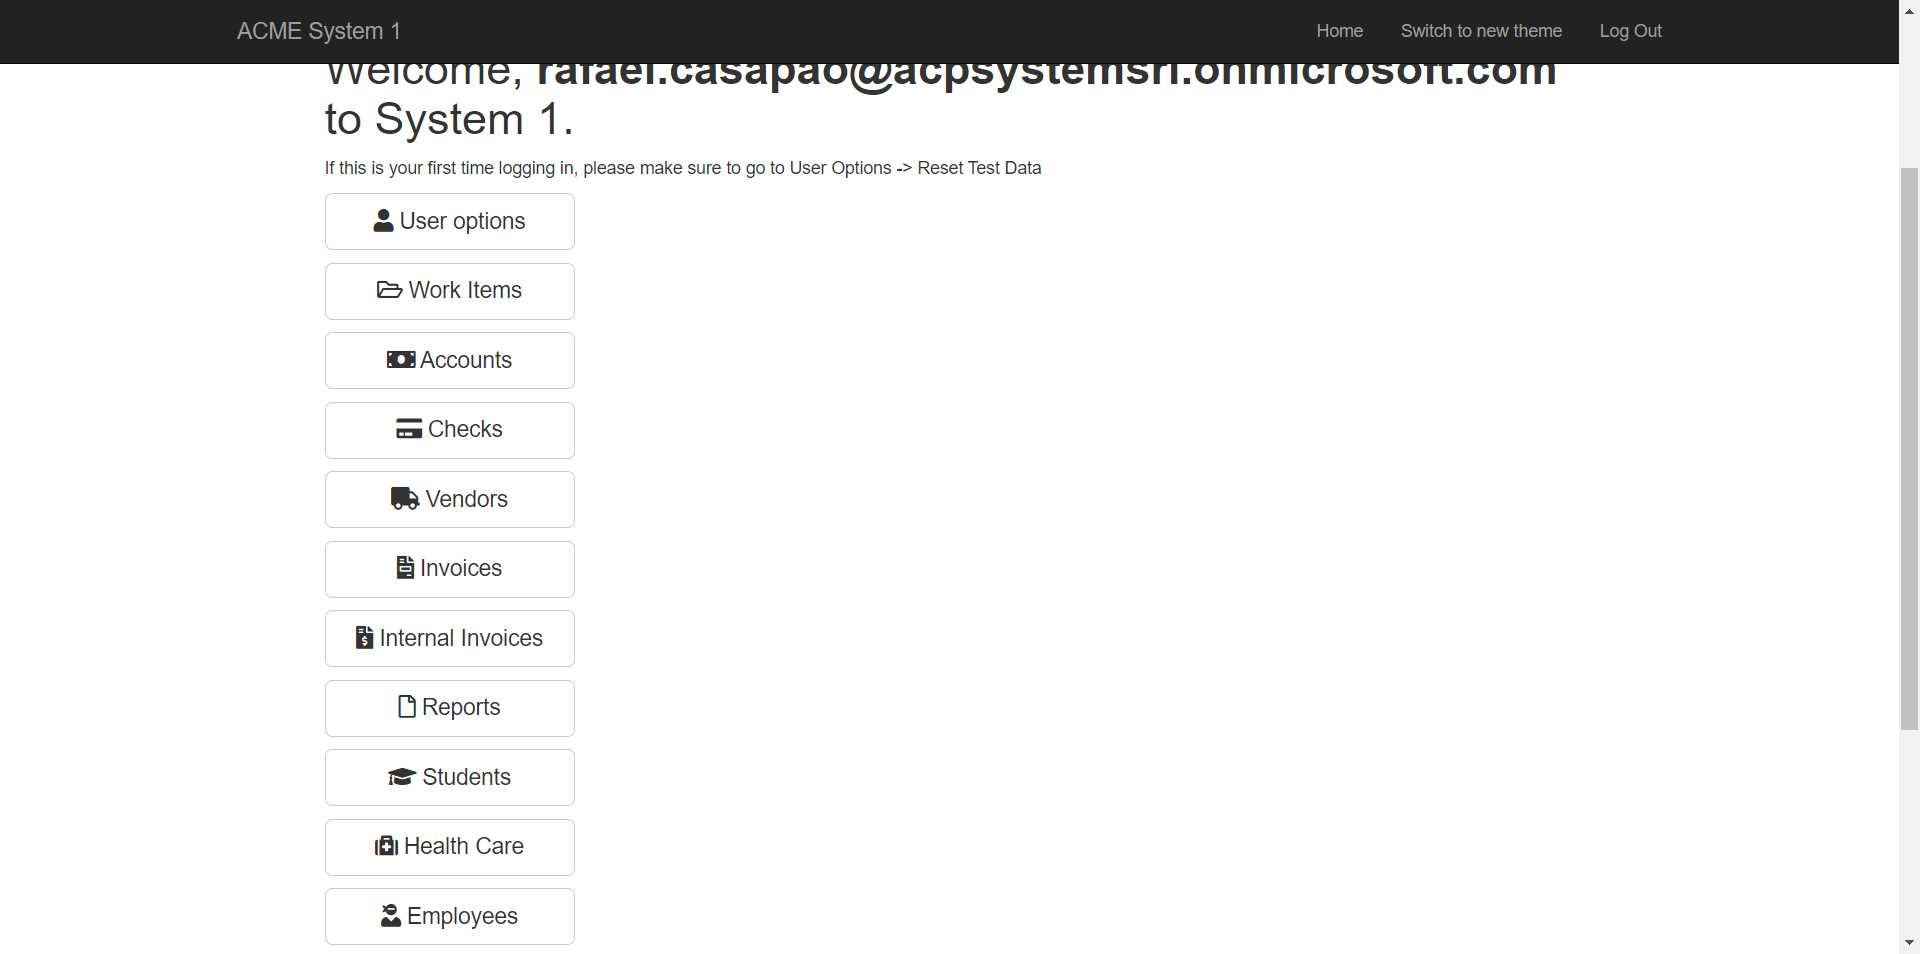 ACME System 1
Home
Switch to new theme
Log Out
Welcome, rafael.casapao@acpsystemsrl.onmicrosoft.com
to System 1.
If this is your first time logging in, please make sure to go to User Options -> Reset Test Data
User options
Work Items
Accounts
Checks
Vendors
Invoices
Internal Invoices
Reports
Students
Health Care
Employees